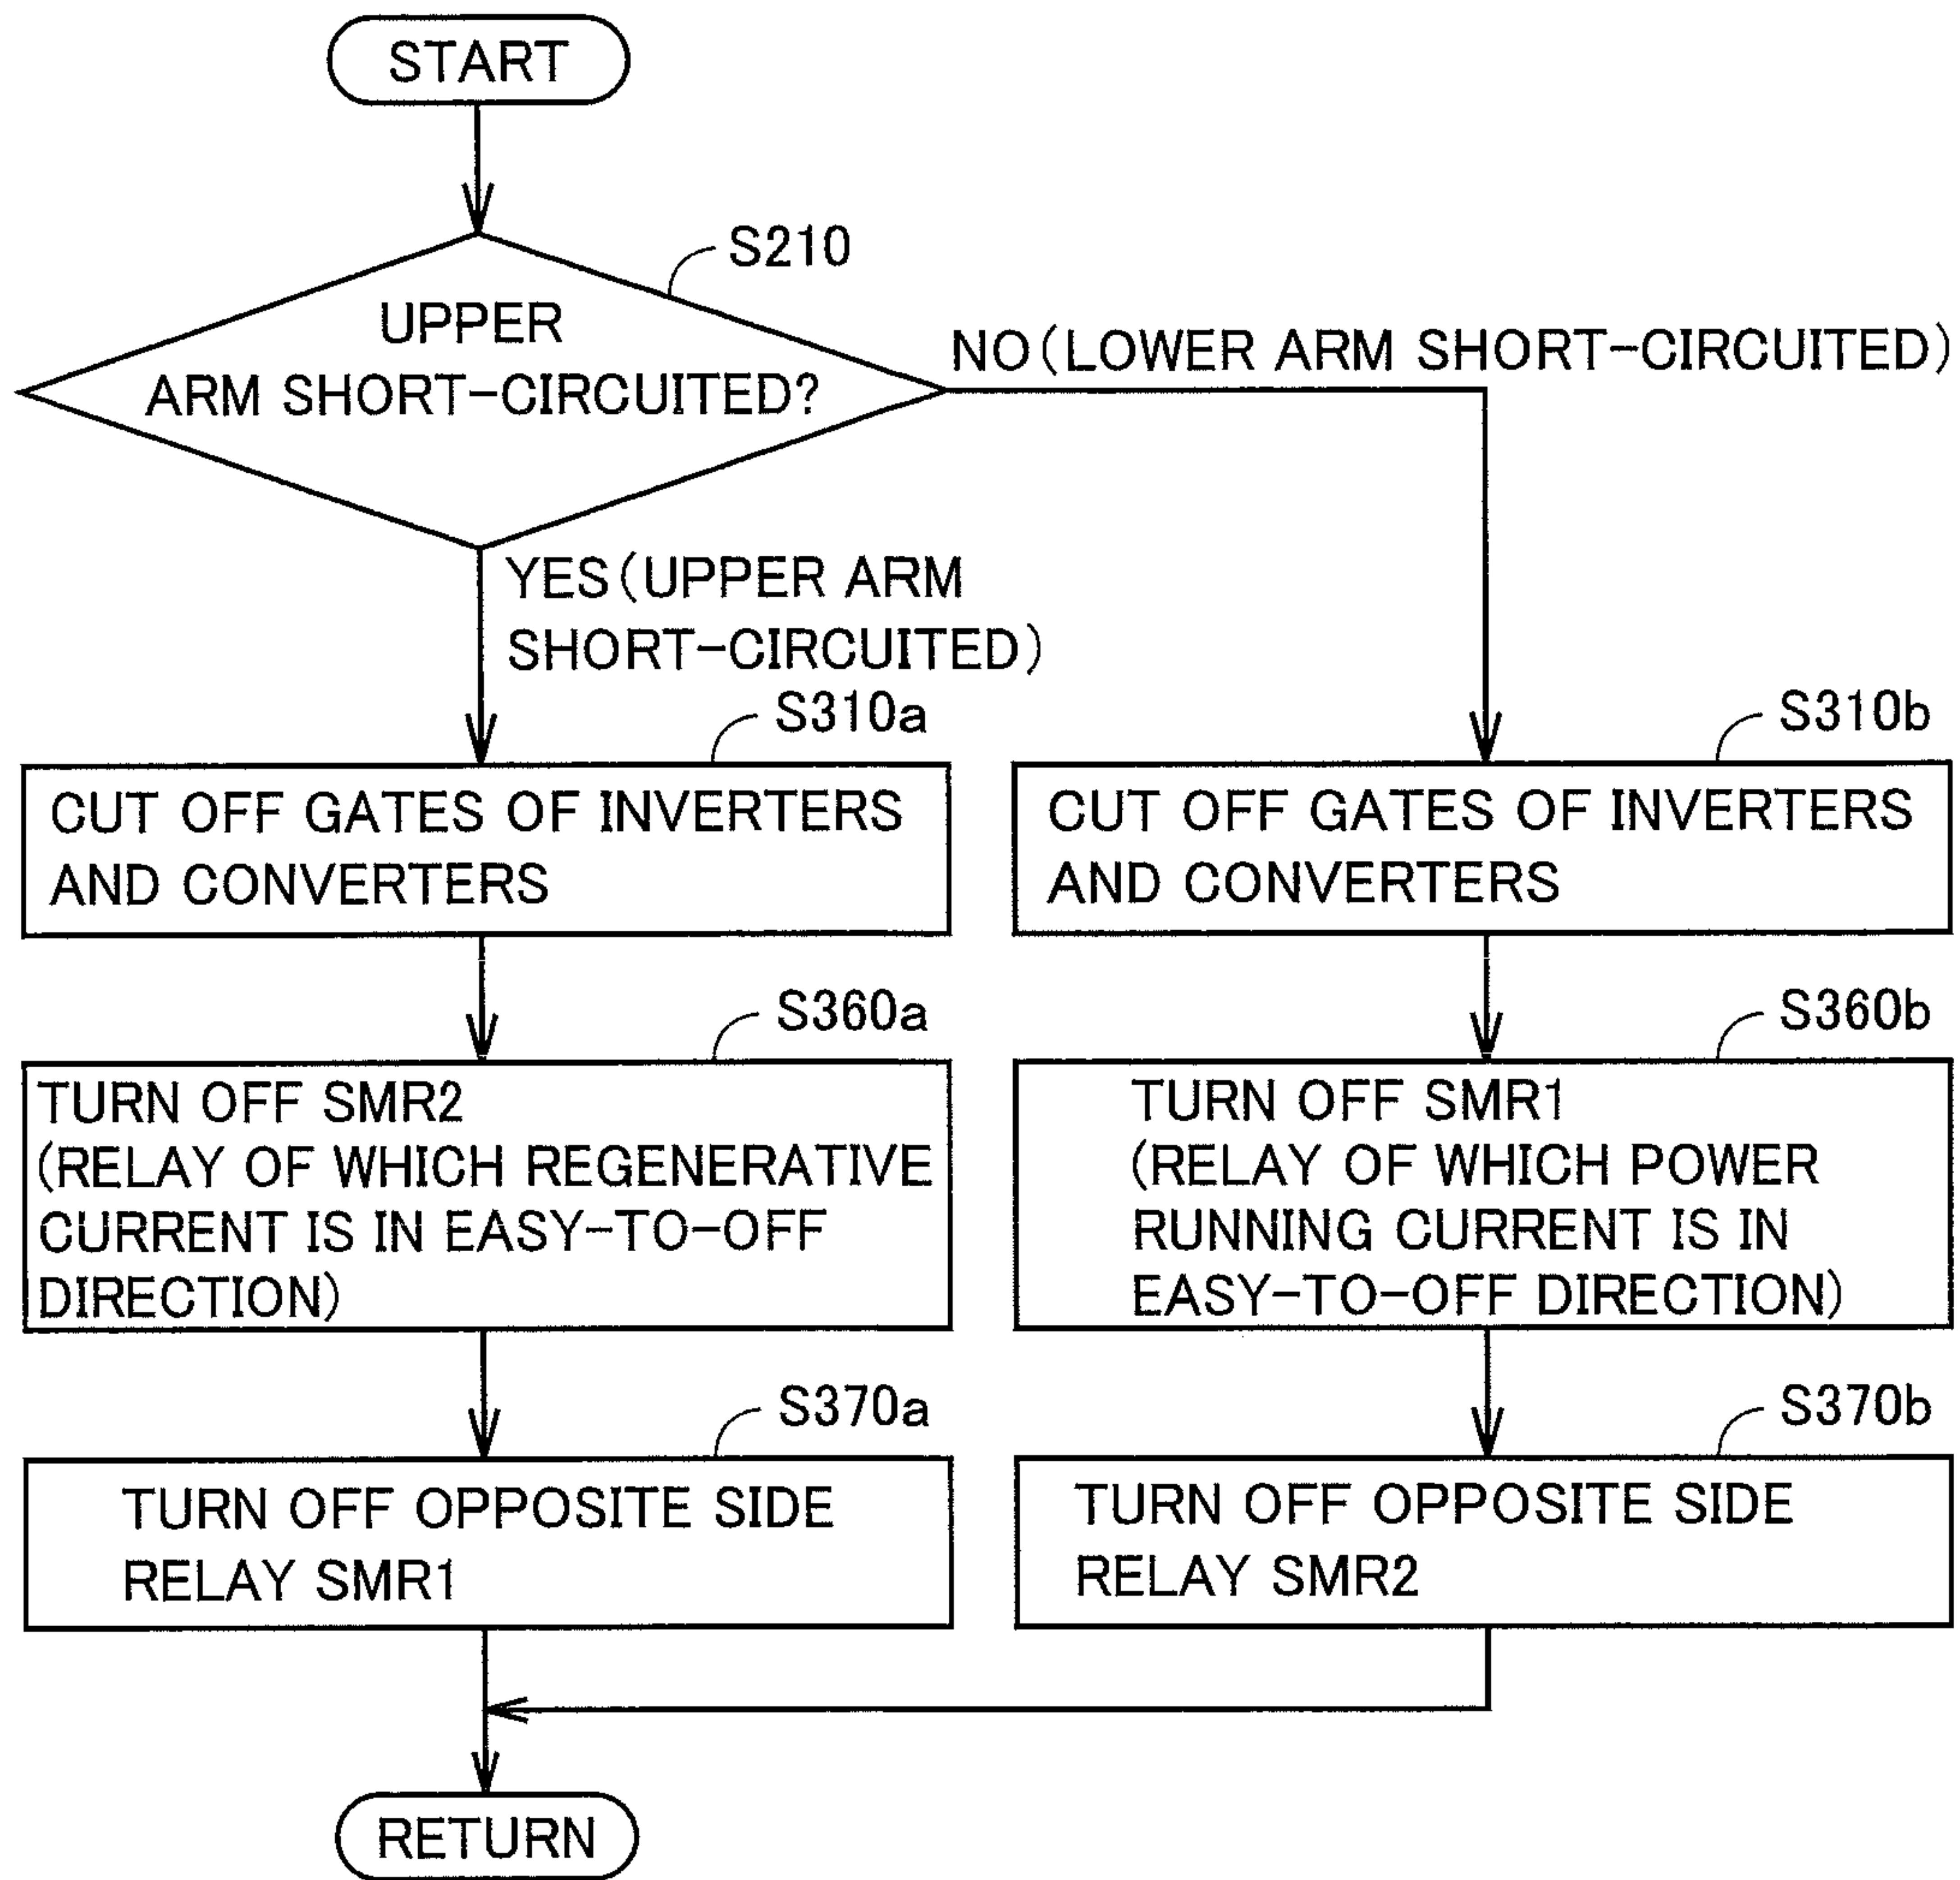 START
S210
UPPER
ARM SHORT-CIRCUITED?
NO(LOWER ARM SHORT-CIRCUITED)
YES(UPPER ARM
SHORT-CIRCUITED)
S310a
CUT OFF GATES OF INVERTERS
AND CONVERTERS
S310b
CUT OFF GATES OF INVERTERS
AND CONVERTERS
S360a
TURN OFF SMR2
(RELAY OF WHICH REGENERATIVE
CURRENT IS IN EASY-TO-OFF
DIRECTION)
S360b
TURN OFF SMR1
(RELAY OF WHICH POWER
RUNNING CURRENT IS IN
EASY-TO-OFF DIRECTION)
S370a
TURN OFF OPPOSITE SIDE
RELAY SMR1
S370b
TURN OFF OPPOSITE SIDE
RELAY SMR2
RETURN